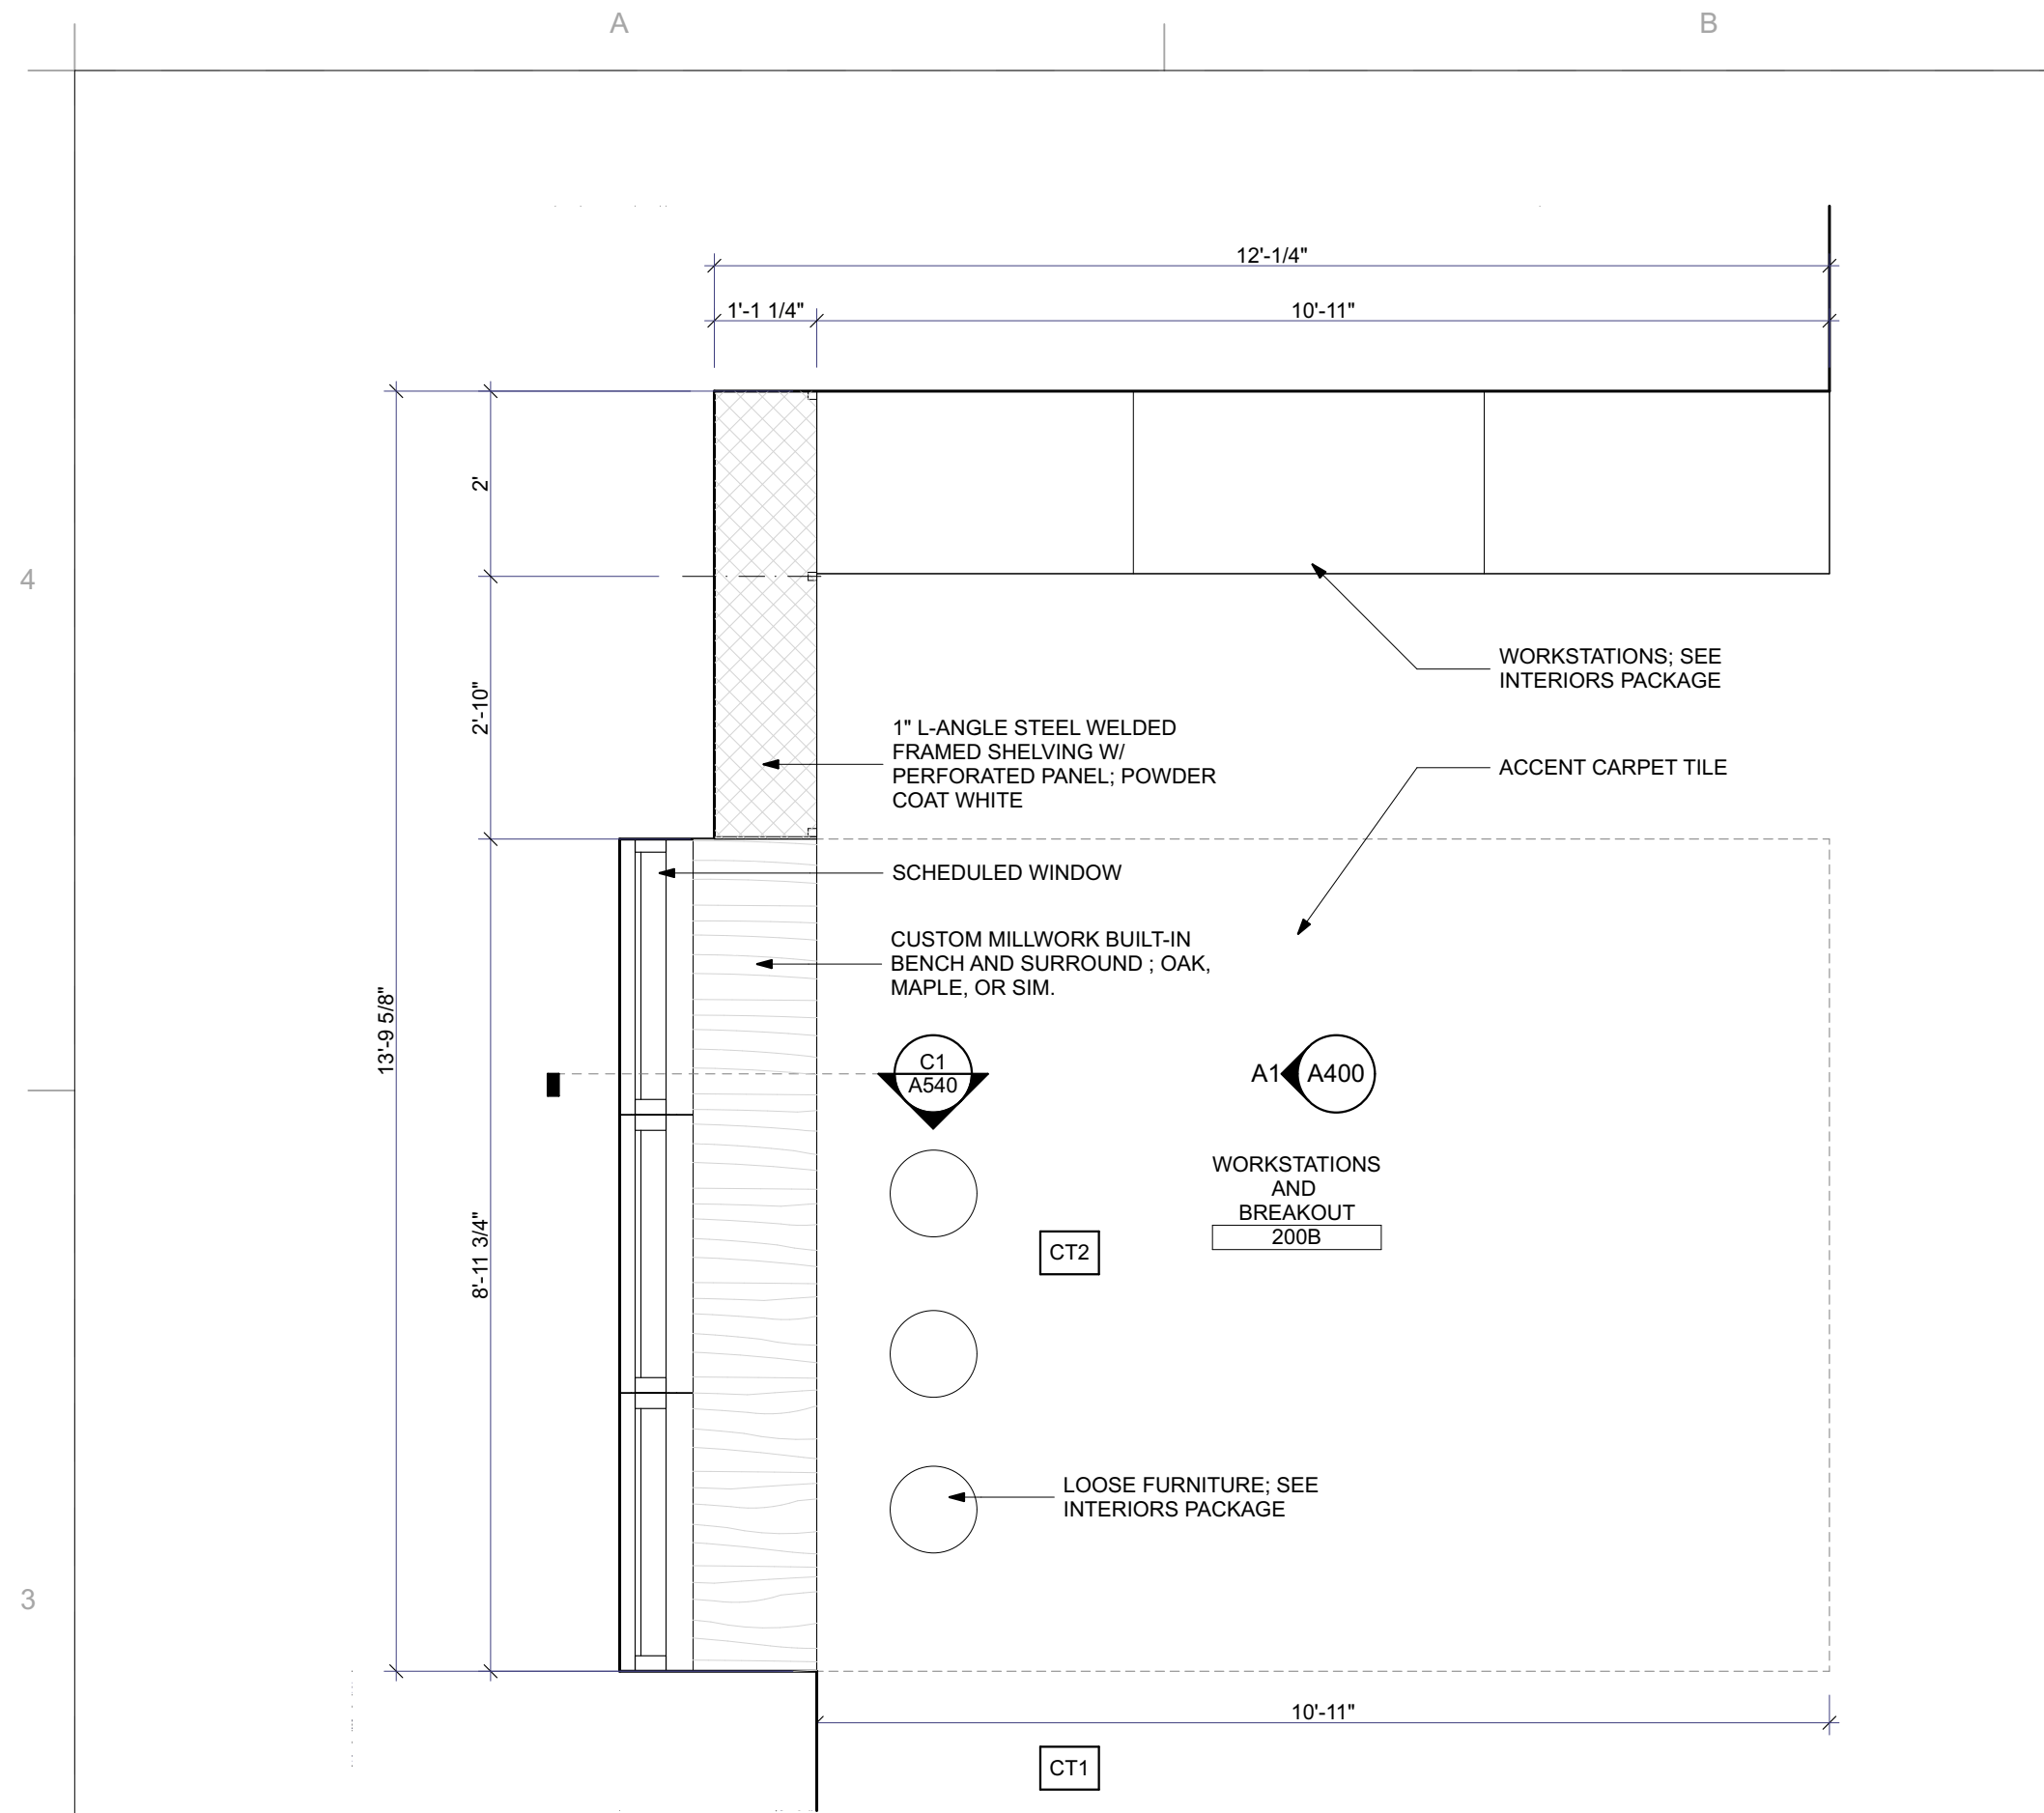 A
B
12'-1/4"
1'-1 1/4"
10'-11"
2'
4
WORKSTATIONS; SEE
INTERIORS PACKAGE
2'-10"
1" L-ANGLE STEEL WELDED
FRAMED SHELVING W/
PERFORATED PANEL; POWDER
COAT WHITE
ACCENT CARPET TILE
SCHEDULED WINDOW
CUSTOM MILLWORK BUILT-IN
BENCH AND SURROUND ; OAK,
MAPLE, OR SIM.
13'-9 5/8"
C1
A540
A1
A400
WORKSTATIONS
AND
BREAKOUT
200B
CT2
8'-11 3/4"
LOOSE FURNITURE; SEE
INTERIORS PACKAGE
3
10'-11"
CT1